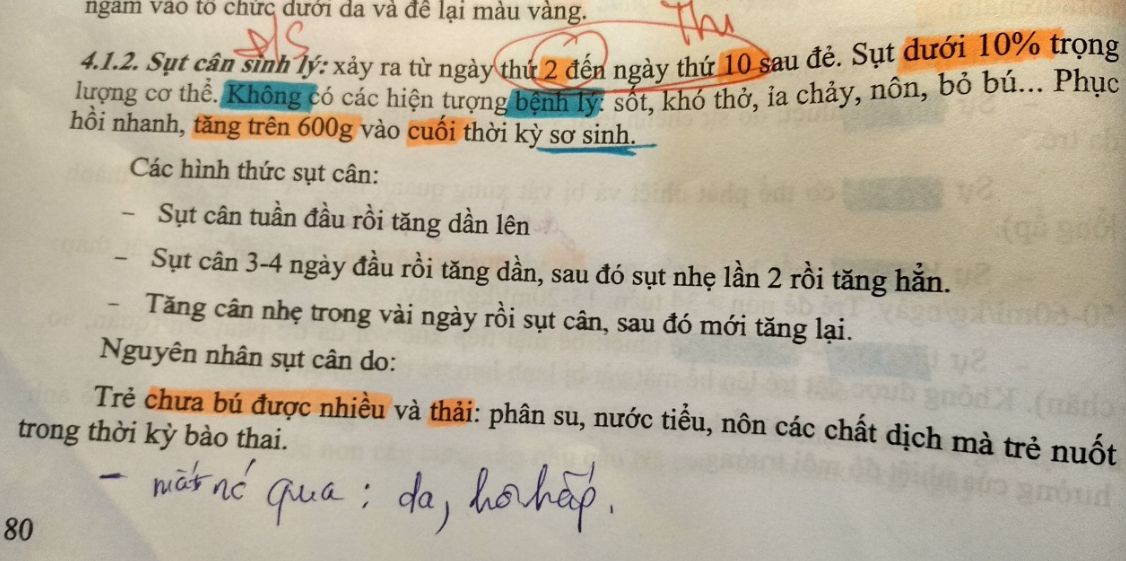 ngấm vào tổ chức dưới da và để lại màu vàng.
Thi
Đ/S
4.1.2. Sụt cân sinh lý: xảy ra từ ngày thứ 2 đến ngày thứ 10 sau đẻ. Sụt dưới 10% trọng
lượng cơ thể. Không có các hiện tượng bệnh lý: sốt, khó thở, ỉa chảy, nôn, bỏ bú... Phục
hồi nhanh, tăng trên 600g vào cuối thời kỳ sơ sinh.
Các hình thức sụt cân:
- Sụt cân tuần đầu rồi tăng dần lên
- Sụt cân 3-4 ngày đầu rồi tăng dần, sau đó sụt nhẹ lần 2 rồi tăng hẳn.
- Tăng cân nhẹ trong vài ngày rồi sụt cân, sau đó mới tăng lại.
Nguyên nhân sụt cân do:
Trẻ chưa bú được nhiều và thải: phân su, nước tiểu, nôn các chất dịch mà trẻ nuốt
trong thời kỳ bào thai.
- mất nc qua : da, hô hấp.
80